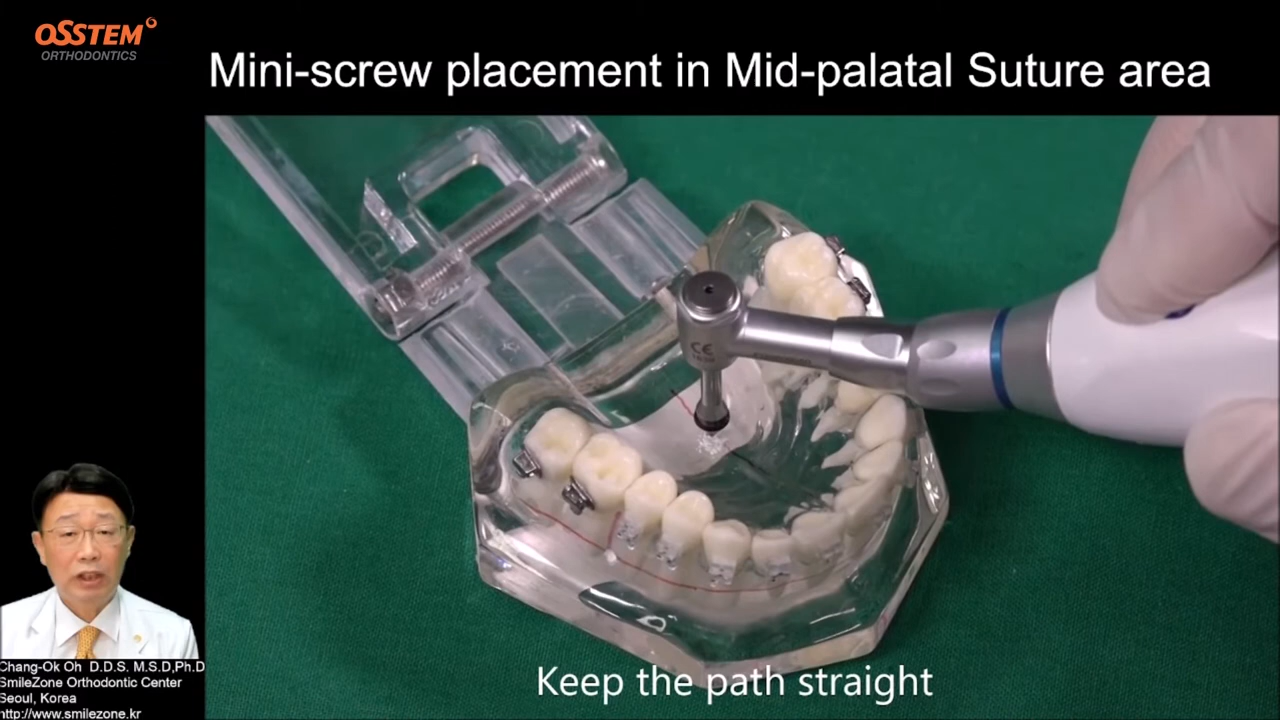 OSSTEM
ORTHODONTICS
Mini-screw placement in Mid-palatal Suture area
CE
Keep the path straight
Chang-Ok Oh D.D.S. M.S.D,Ph.D
SmileZone Orthodontic Center
Seoul, Korea
http://www.smilezone.kr